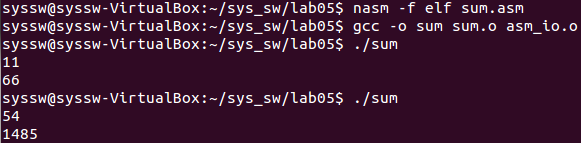 syssw@syssw-VirtualBox:~/sys_sw/lab05$ nasm -f elf sum.asm
syssw@syssw-VirtualBox:~/sys_sw/lab05$ gcc -o sum sum.o asm_io.o
syssw@syssw-VirtualBox:~/sys_sw/lab05$ ./sum
11
66
syssw@syssw-VirtualBox:~/sys_sw/lab05$ ./sum
54
1485